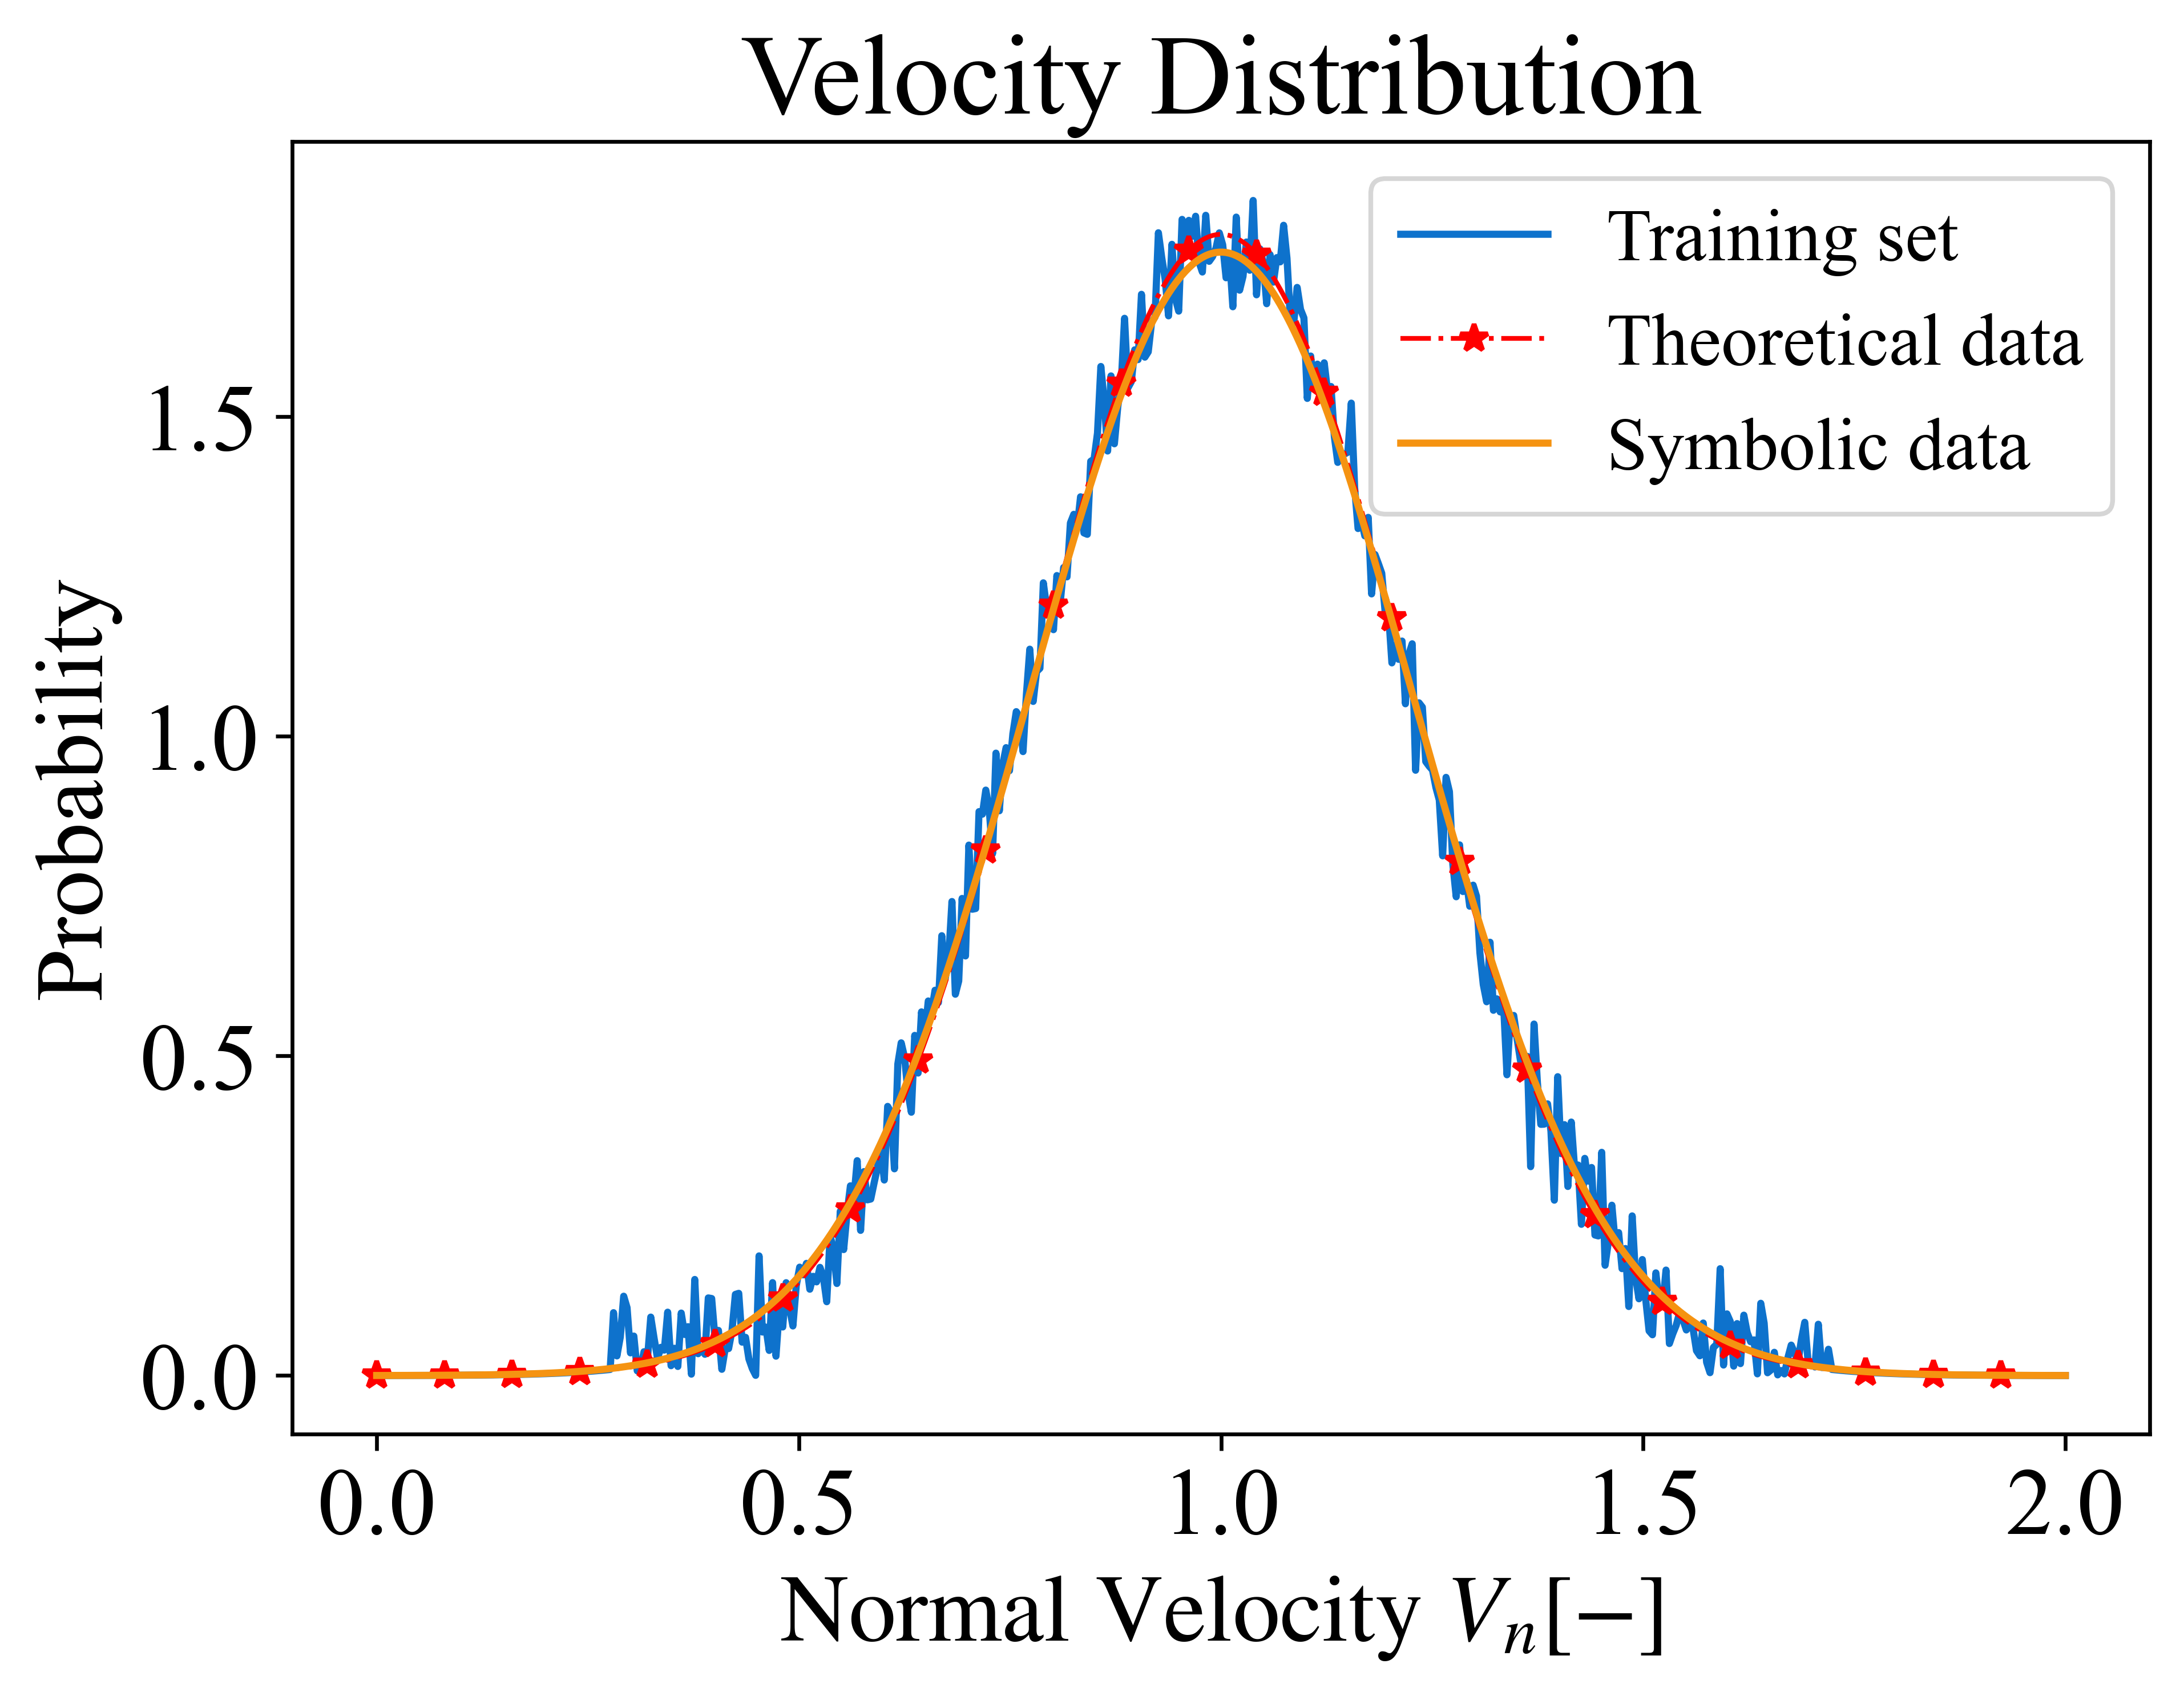 Velocity Distribution
Training set
Theoretical data
Symbolic data
Probability
1.5
1.0
0.5
0.0
0.0 0.5 1.0 1.5 2.0
Normal Velocity Vn[−]